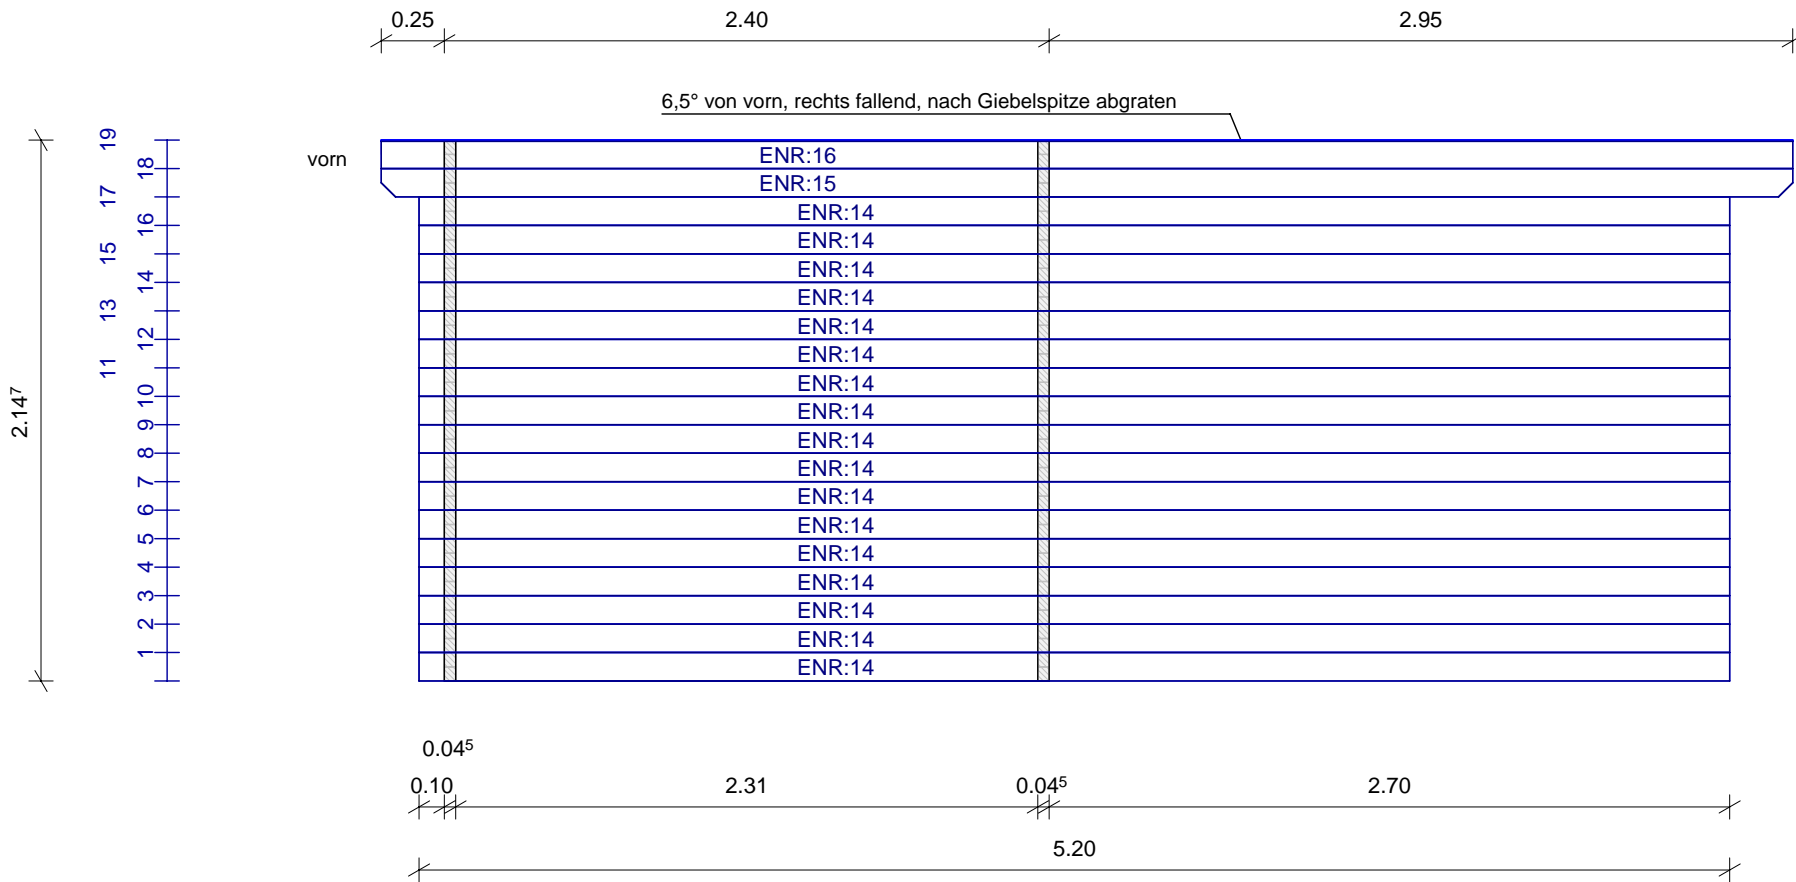 0.25 2.40 2.95
6,5° von vorn, rechts fallend, nach Giebelspitze abgraten
19
vorn
ENR:16
18
ENR:15
17
ENR:14
16
ENR:14
15
ENR:14
14
ENR:14
13
ENR:14
12
ENR:14
11
ENR:14
10
ENR:14
9
ENR:14
8
ENR:14
7
ENR:14
6
ENR:14
5
ENR:14
4
ENR:14
3
ENR:14
2
ENR:14
1
ENR:14
2.14⁷
0.04⁵
0.10 2.31 0.04⁵ 2.70
5.20